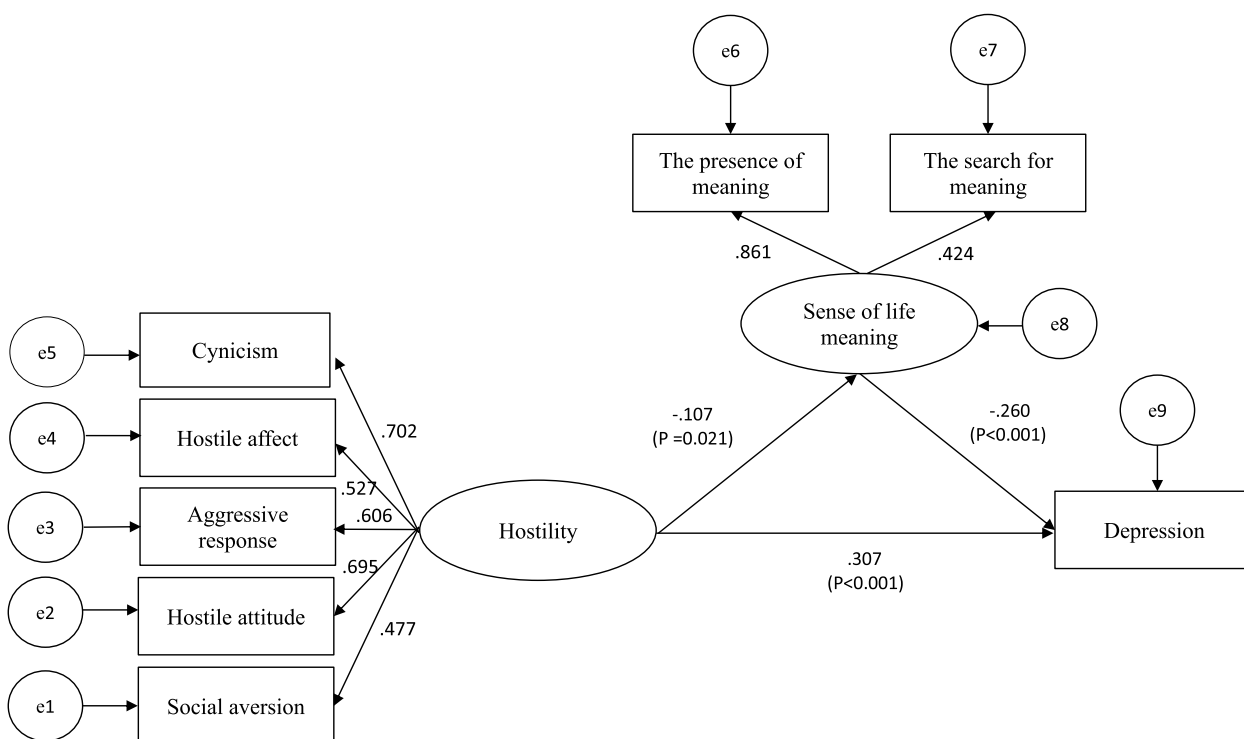 e6
e7
The presence of
meaning
The search for
meaning
.861
.424
Sense of life
meaning
e8
e5
Cynicism
e9
-.107
(P =0.021)
-.260
(P<0.001)
e4
Hostile affect
.702
.527
e3
Aggressive
response
.606
Hostility
Depression
.307
(P<0.001)
.695
e2
Hostile attitude
.477
e1
Social aversion